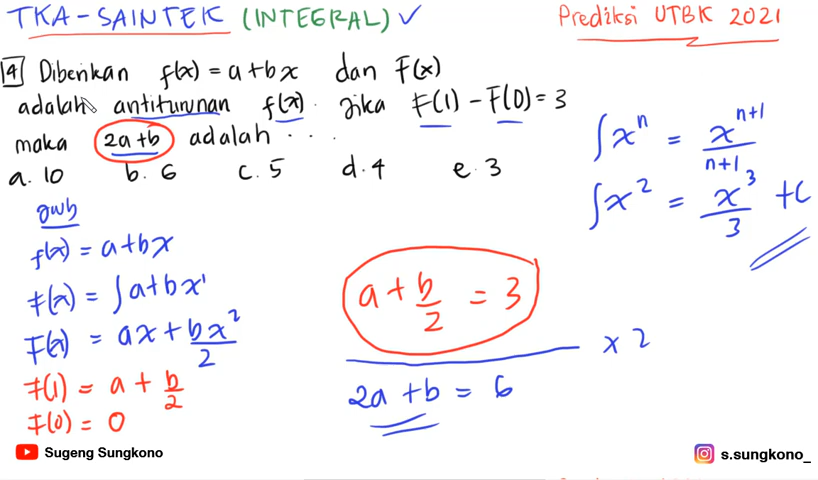 TKA-SAINTEK (INTEGRAL) ✓
Prediksi UTBK 2021
14 Diberikan f(x) = a+bx dan F(x)
adalah antiturunan f(x). Jika F(1) - F(0) = 3
maka 2a+b adalah ...
a. 10 b. 6 c. 5 d. 4 e. 3
∫x^n = x^(n+1)/(n+1)
∫x^2 = x^3/3 + C
Jwb
f(x) = a+bx
F(x) = ∫a+bx^1
F(x) = ax + bx^2/2
F(1) = a + b/2
F(0) = 0
a + b/2 = 3
x 2
2a + b = 6
Sugeng Sungkono
s.sungkono_